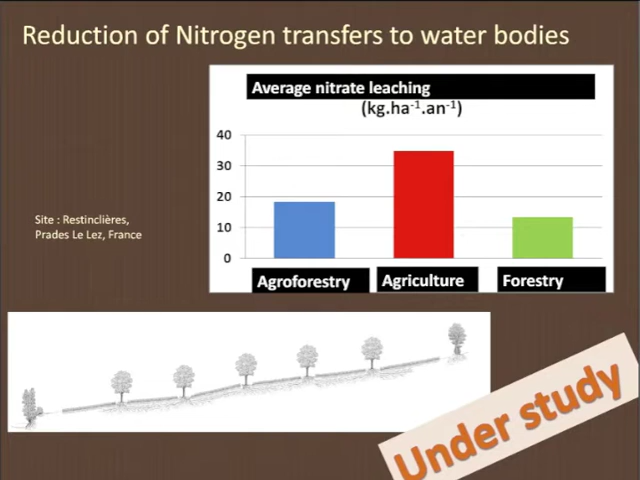 Reduction of Nitrogen transfers to water bodies
Average nitrate leaching
(kg.ha⁻¹.an⁻¹)
40
30
20
10
0
Agroforestry Agriculture Forestry
Site : Restinclières,
Prades Le Lez, France
Under study